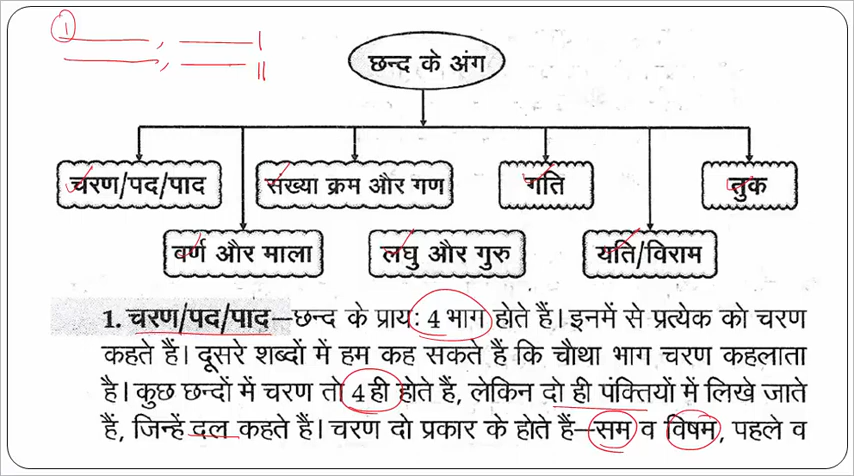 1
छन्द के अंग
चरण/पद/पाद
संख्या क्रम और गण
गति
तुक
वर्ण और माला
लघु और गुरु
यति/विराम
1. चरण/पद/पाद—छन्द के प्राय: 4 भाग होते हैं। इनमें से प्रत्येक को चरण
कहते हैं। दूसरे शब्दों में हम कह सकते हैं कि चौथा भाग चरण कहलाता
है। कुछ छन्दों में चरण तो 4 ही होते हैं, लेकिन दो ही पंक्तियों में लिखे जाते
हैं, जिन्हें दल कहते हैं। चरण दो प्रकार के होते हैं—सम व विषम, पहले व